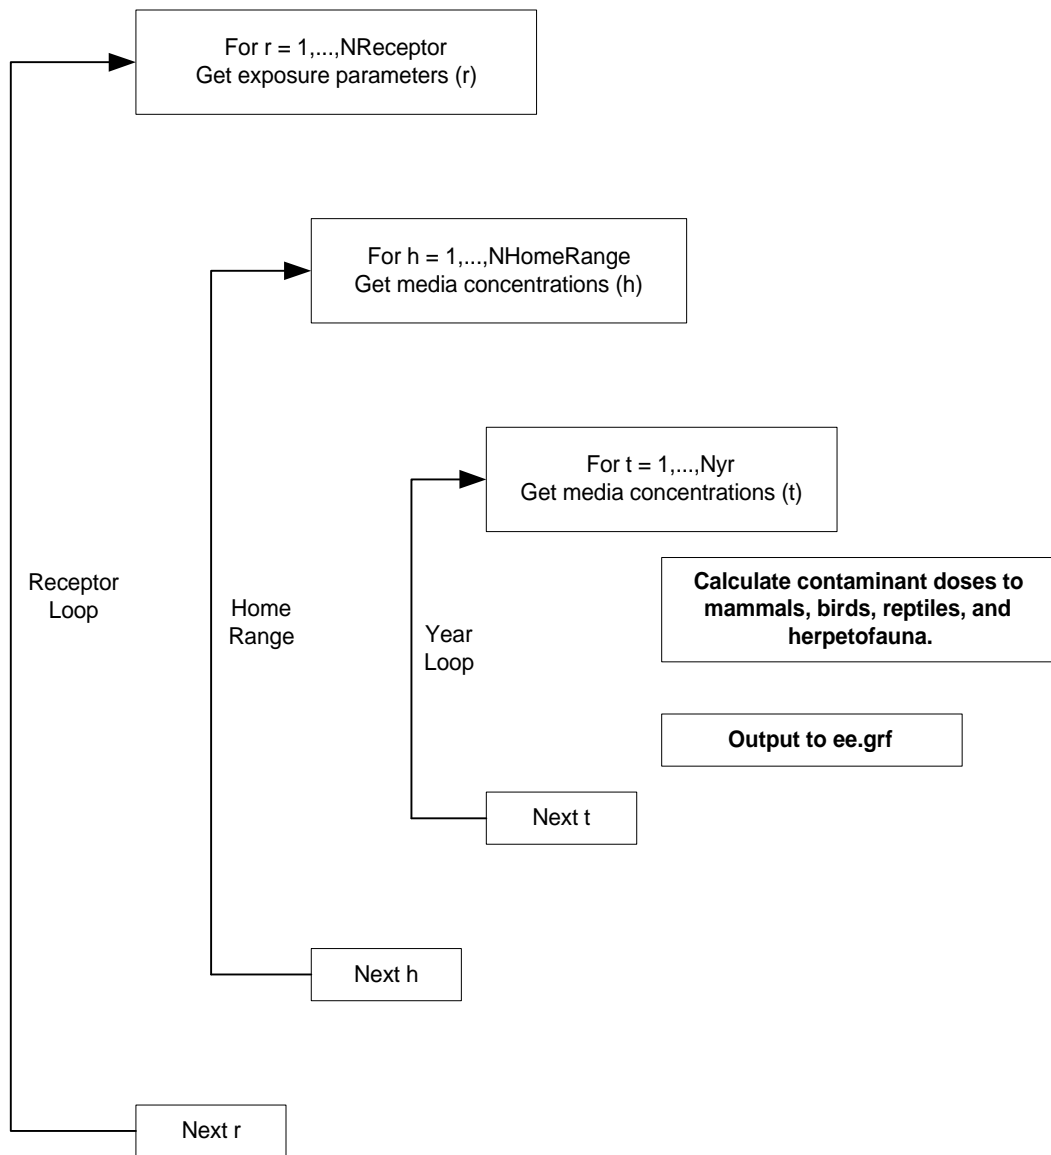 For r = 1,...,NReceptor
Get exposure parameters (r)
For h = 1,...,NHomeRange
Get media concentrations (h)
For t = 1,...,Nyr
Get media concentrations (t)
Receptor
Loop
Home
Range
Year
Loop
Calculate contaminant doses to
mammals, birds, reptiles, and
herpetofauna.
Output to ee.grf
Next t
Next h
Next r